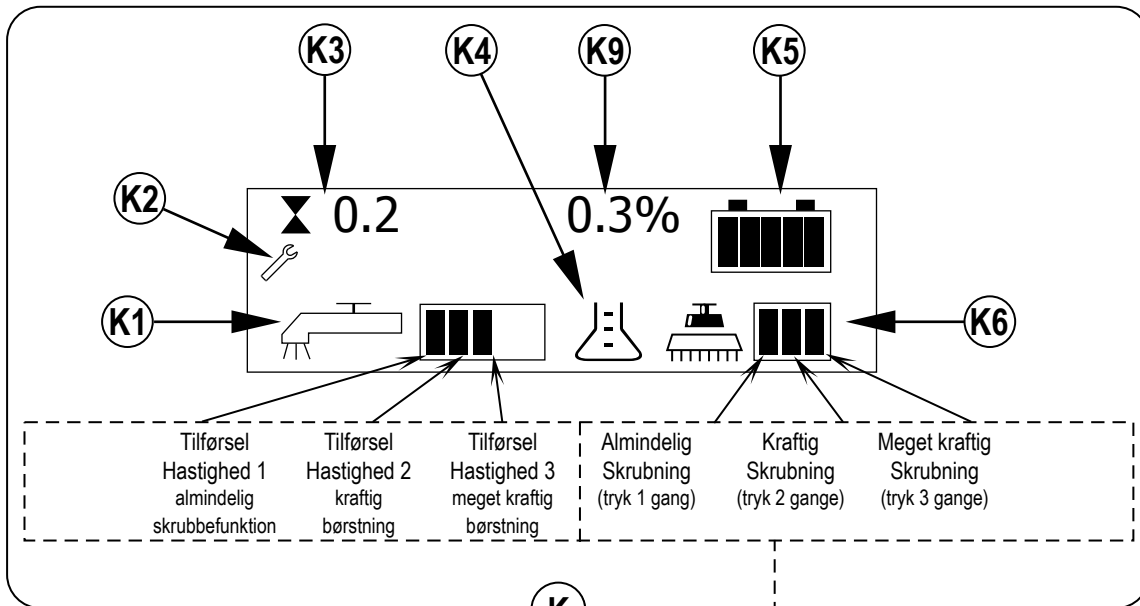 K3
K4
K9
K5
K2
0.2
0.3%
K1
K6
Tilførsel
Hastighed 1
almindelig
skrubbefunktion
Tilførsel
Hastighed 2
kraftig
børstning
Tilførsel
Hastighed 3
meget kraftig
børstning
Almindelig
Skrubning
(tryk 1 gang)
Kraftig
Skrubning
(tryk 2 gange)
Meget kraftig
Skrubning
(tryk 3 gange)
K